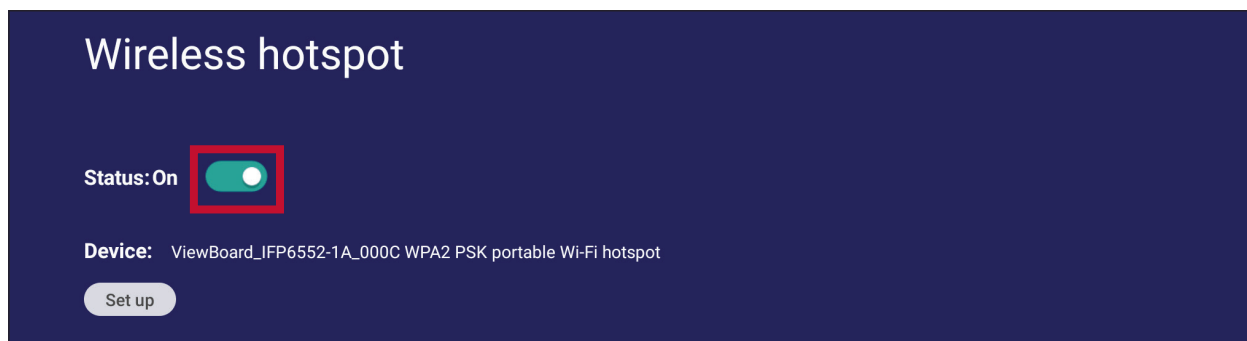 Wireless hotspot
Status: On
Device: ViewBoard_IFP6552-1A_000C WPA2 PSK portable Wi-Fi hotspot
Set up